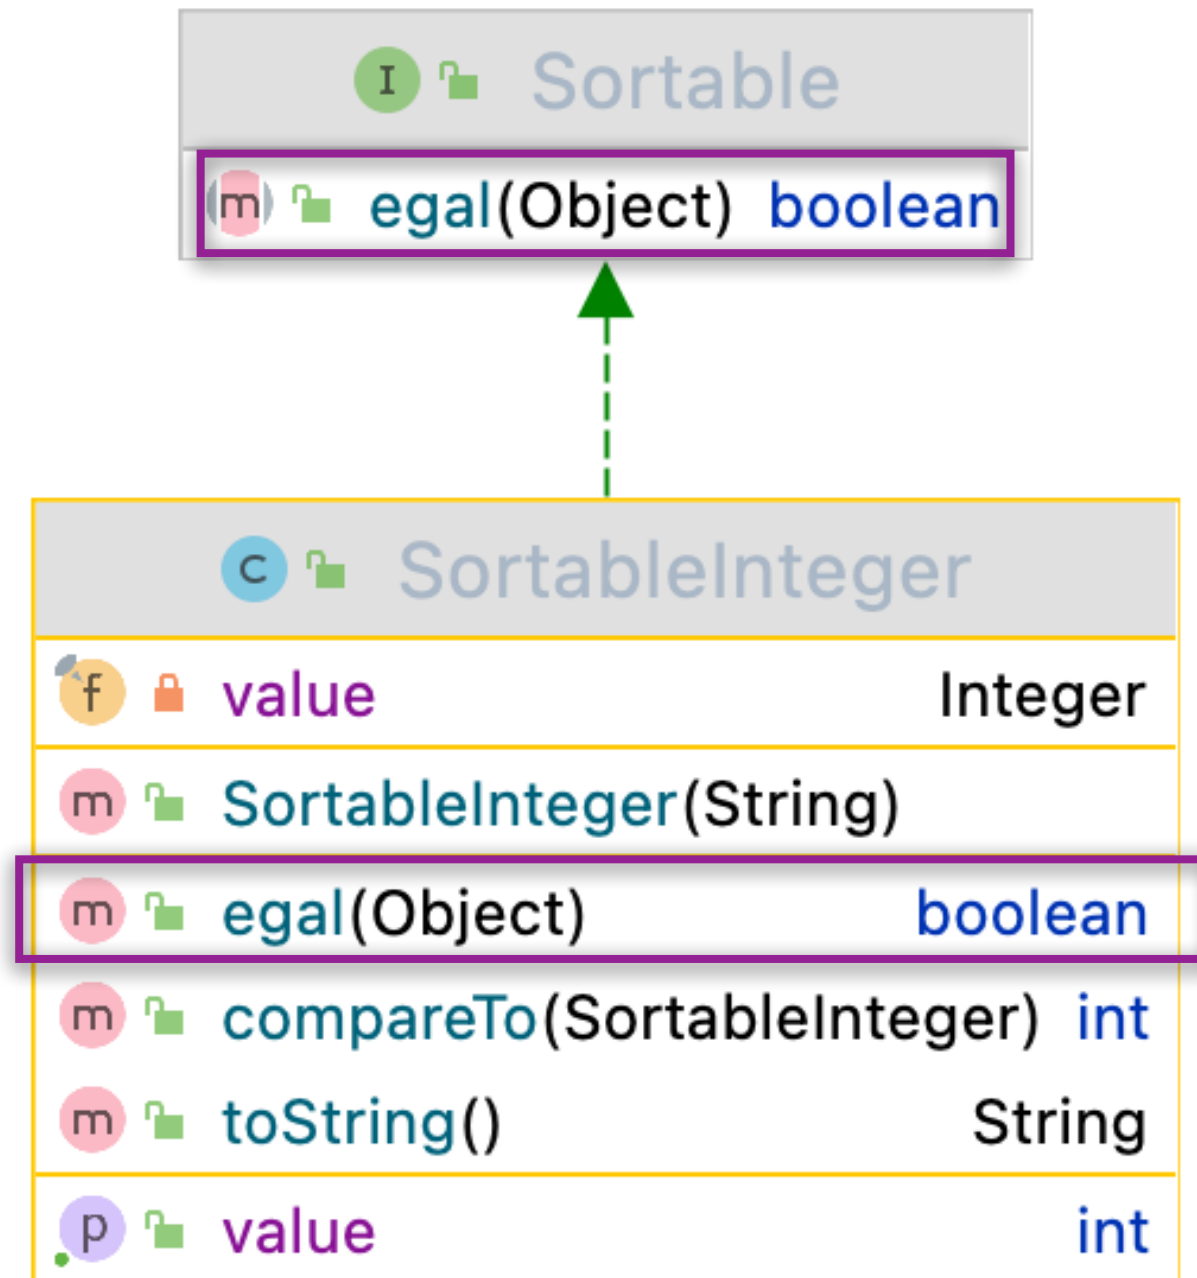 I Sortable
m egal(Object) boolean
C SortableInteger
f value Integer
m SortableInteger(String)
m egal(Object) boolean
m compareTo(SortableInteger) int
m toString() String
p value int